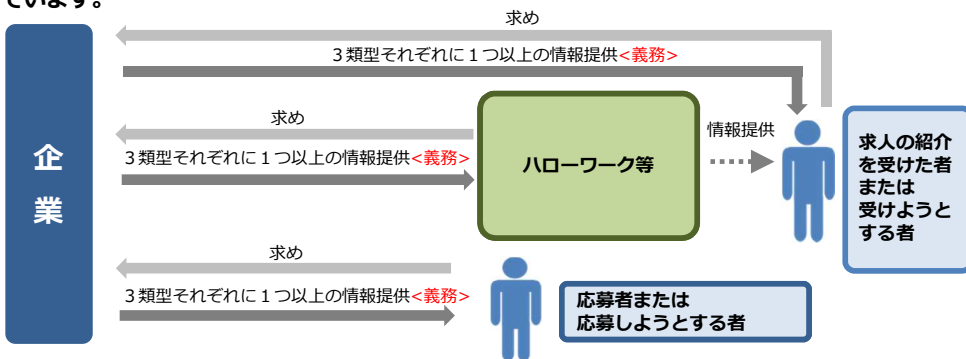 ています。
求め
３類型それぞれに１つ以上の情報提供<義務>
求め
３類型それぞれに１つ以上の情報提供<義務>
企
業
ハローワーク等
情報提供
求人の紹介
を受けた者
または
受けようと
する者
求め
３類型それぞれに１つ以上の情報提供<義務>
応募者または
応募しようとする者